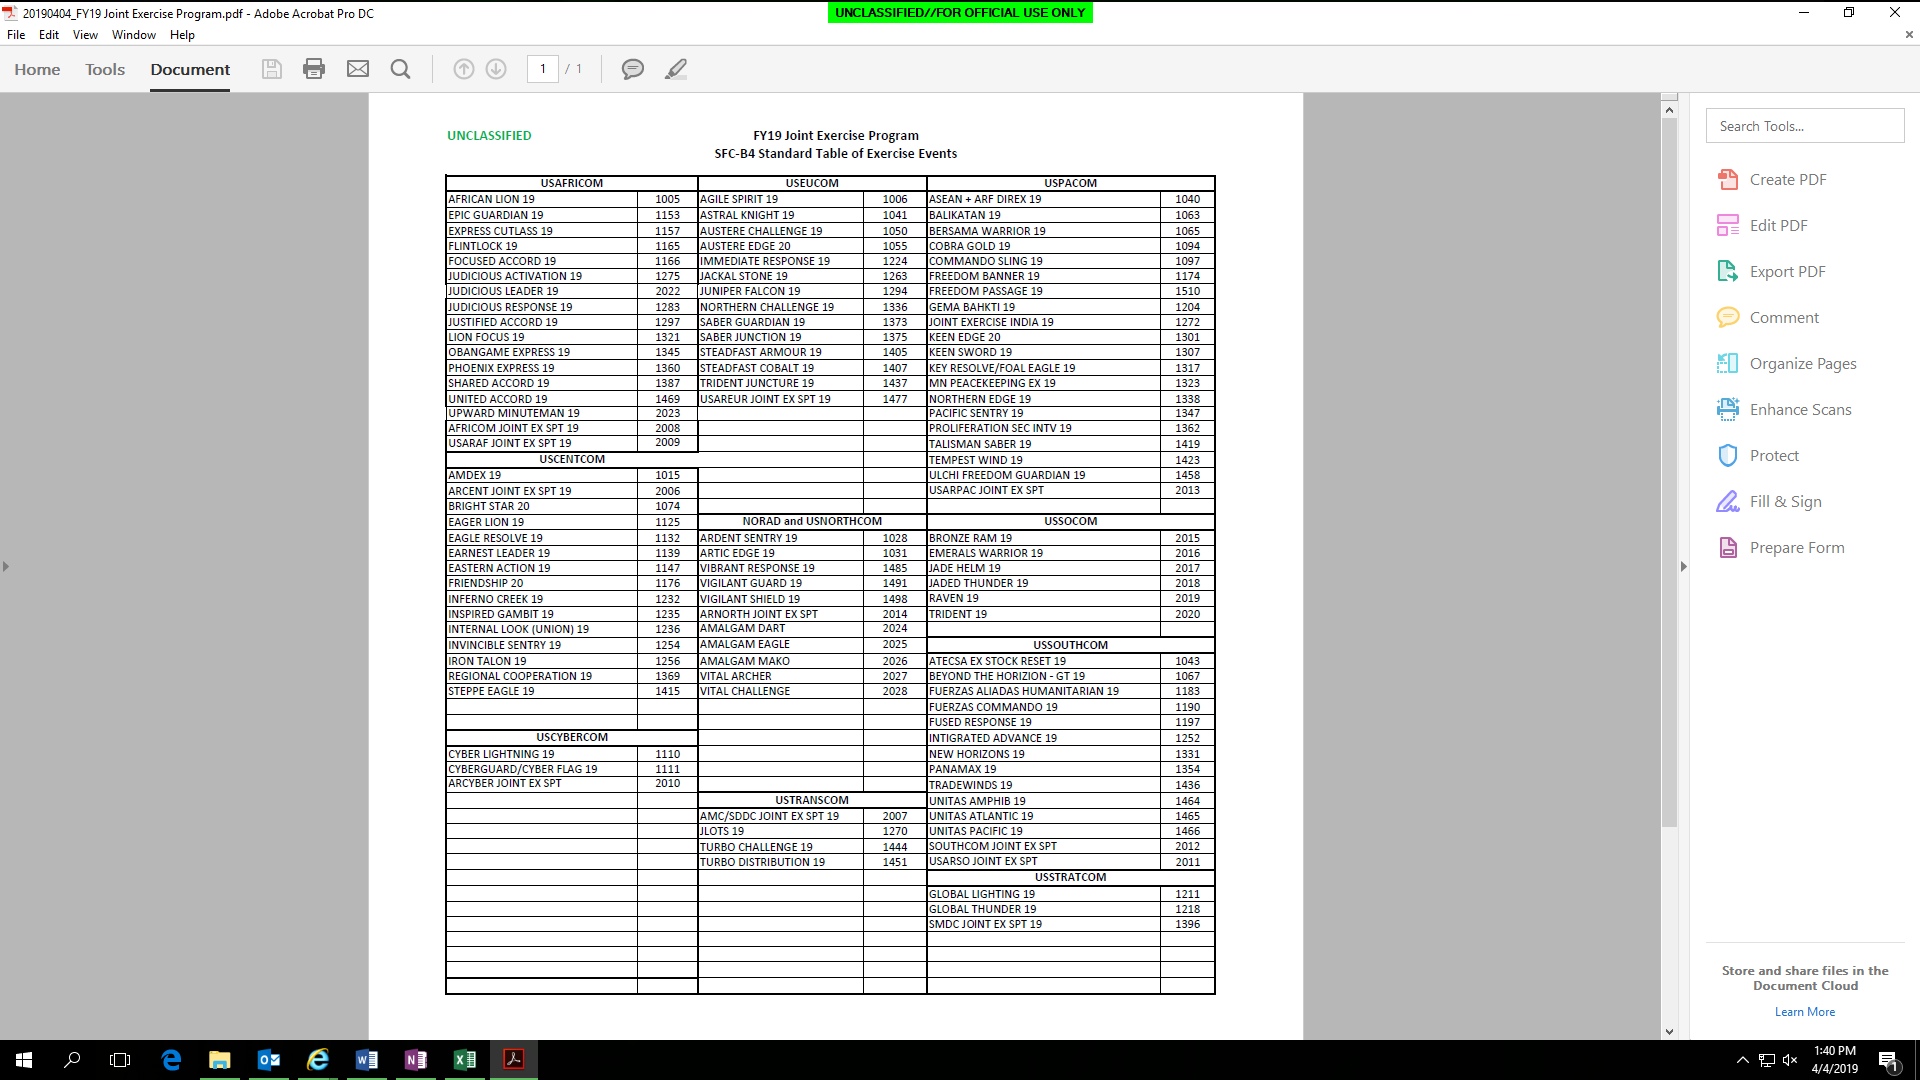 20190404_FY19 Joint Exercise Program.pdf - Adobe Acrobat Pro DC
UNCLASSIFIED//FOR OFFICIAL USE ONLY
File Edit View Window Help
Home Tools Document 1 / 1
Search Tools...
Create PDF
Edit PDF
Export PDF
Comment
Organize Pages
Enhance Scans
Protect
Fill & Sign
Prepare Form
Store and share files in the
Document Cloud
Learn More
UNCLASSIFIED
FY19 Joint Exercise Program
SFC-B4 Standard Table of Exercise Events
USAFRICOM
AFRICAN LION 19 1005
EPIC GUARDIAN 19 1153
EXPRESS CUTLASS 19 1157
FLINTLOCK 19 1165
FOCUSED ACCORD 19 1166
JUDICIOUS ACTIVATION 19 1275
JUDICIOUS LEADER 19 2022
JUDICIOUS RESPONSE 19 1283
JUSTIFIED ACCORD 19 1297
LION FOCUS 19 1321
OBANGAME EXPRESS 19 1345
PHOENIX EXPRESS 19 1360
SHARED ACCORD 19 1387
UNITED ACCORD 19 1469
UPWARD MINUTEMAN 19 2023
AFRICOM JOINT EX SPT 19 2008
USARAF JOINT EX SPT 19 2009
USCENTCOM
AMDEX 19 1015
ARCENT JOINT EX SPT 19 2006
BRIGHT STAR 20 1074
EAGER LION 19 1125
EAGLE RESOLVE 19 1132
EARNEST LEADER 19 1139
EASTERN ACTION 19 1147
FRIENDSHIP 20 1176
INFERNO CREEK 19 1232
INSPIRED GAMBIT 19 1235
INTERNAL LOOK (UNION) 19 1236
INVINCIBLE SENTRY 19 1254
IRON TALON 19 1256
REGIONAL COOPERATION 19 1369
STEPPE EAGLE 19 1415
USCYBERCOM
CYBER LIGHTNING 19 1110
CYBERGUARD/CYBER FLAG 19 1111
ARCYBER JOINT EX SPT 2010
USEUCOM
AGILE SPIRIT 19 1006
ASTRAL KNIGHT 19 1041
AUSTERE CHALLENGE 19 1050
AUSTERE EDGE 20 1055
IMMEDIATE RESPONSE 19 1224
JACKAL STONE 19 1263
JUNIPER FALCON 19 1294
NORTHERN CHALLENGE 19 1336
SABER GUARDIAN 19 1373
SABER JUNCTION 19 1375
STEADFAST ARMOUR 19 1405
STEADFAST COBALT 19 1407
TRIDENT JUNCTURE 19 1437
USAREUR JOINT EX SPT 19 1477
NORAD and USNORTHCOM
ARDENT SENTRY 19 1028
ARTIC EDGE 19 1031
VIBRANT RESPONSE 19 1485
VIGILANT GUARD 19 1491
VIGILANT SHIELD 19 1498
ARNORTH JOINT EX SPT 2014
AMALGAM DART 2024
AMALGAM EAGLE 2025
AMALGAM MAKO 2026
VITAL ARCHER 2027
VITAL CHALLENGE 2028
USTRANSCOM
AMC/SDDC JOINT EX SPT 19 2007
JLOTS 19 1270
TURBO CHALLENGE 19 1444
TURBO DISTRIBUTION 19 1451
USPACOM
ASEAN + ARF DIREX 19 1040
BALIKATAN 19 1063
BERSAMA WARRIOR 19 1065
COBRA GOLD 19 1094
COMMANDO SLING 19 1097
FREEDOM BANNER 19 1174
FREEDOM PASSAGE 19 1510
GEMA BAHKTI 19 1204
JOINT EXERCISE INDIA 19 1272
KEEN EDGE 20 1301
KEEN SWORD 19 1307
KEY RESOLVE/FOAL EAGLE 19 1317
MN PEACEKEEPING EX 19 1323
NORTHERN EDGE 19 1338
PACIFIC SENTRY 19 1347
PROLIFERATION SEC INTV 19 1362
TALISMAN SABER 19 1419
TEMPEST WIND 19 1423
ULCHI FREEDOM GUARDIAN 19 1458
USARPAC JOINT EX SPT 2013
USSOCOM
BRONZE RAM 19 2015
EMERALS WARRIOR 19 2016
JADE HELM 19 2017
JADED THUNDER 19 2018
RAVEN 19 2019
TRIDENT 19 2020
USSOUTHCOM
ATECSA EX STOCK RESET 19 1043
BEYOND THE HORIZION - GT 19 1067
FUERZAS ALIADAS HUMANITARIAN 19 1183
FUERZAS COMMANDO 19 1190
FUSED RESPONSE 19 1197
INTIGRATED ADVANCE 19 1252
NEW HORIZONS 19 1331
PANAMAX 19 1354
TRADEWINDS 19 1436
UNITAS AMPHIB 19 1464
UNITAS ATLANTIC 19 1465
UNITAS PACIFIC 19 1466
SOUTHCOM JOINT EX SPT 2012
USARSO JOINT EX SPT 2011
USSTRATCOM
GLOBAL LIGHTING 19 1211
GLOBAL THUNDER 19 1218
SMDC JOINT EX SPT 19 1396
1:40 PM
4/4/2019
1